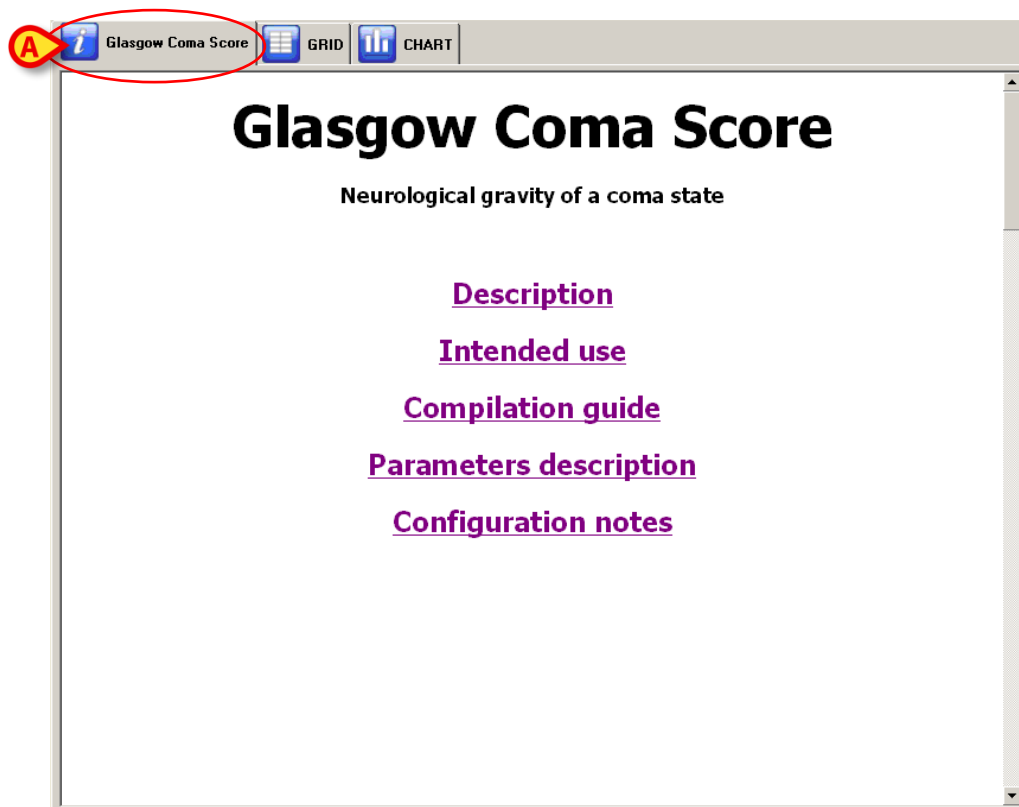 A
i Glasgow Coma Score GRID CHART
Glasgow Coma Score
Neurological gravity of a coma state
Description
Intended use
Compilation guide
Parameters description
Configuration notes